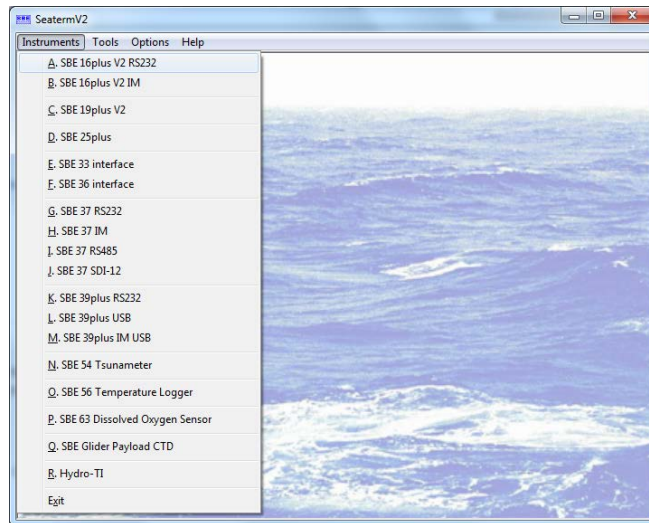 SeatermV2
Instruments Tools Options Help
A. SBE 16plus V2 RS232
B. SBE 16plus V2 IM
C. SBE 19plus V2
D. SBE 25plus
E. SBE 33 interface
F. SBE 36 interface
G. SBE 37 RS232
H. SBE 37 IM
I. SBE 37 RS485
J. SBE 37 SDI-12
K. SBE 39plus RS232
L. SBE 39plus USB
M. SBE 39plus IM USB
N. SBE 54 Tsunameter
O. SBE 56 Temperature Logger
P. SBE 63 Dissolved Oxygen Sensor
Q. SBE Glider Payload CTD
R. Hydro-TI
Exit